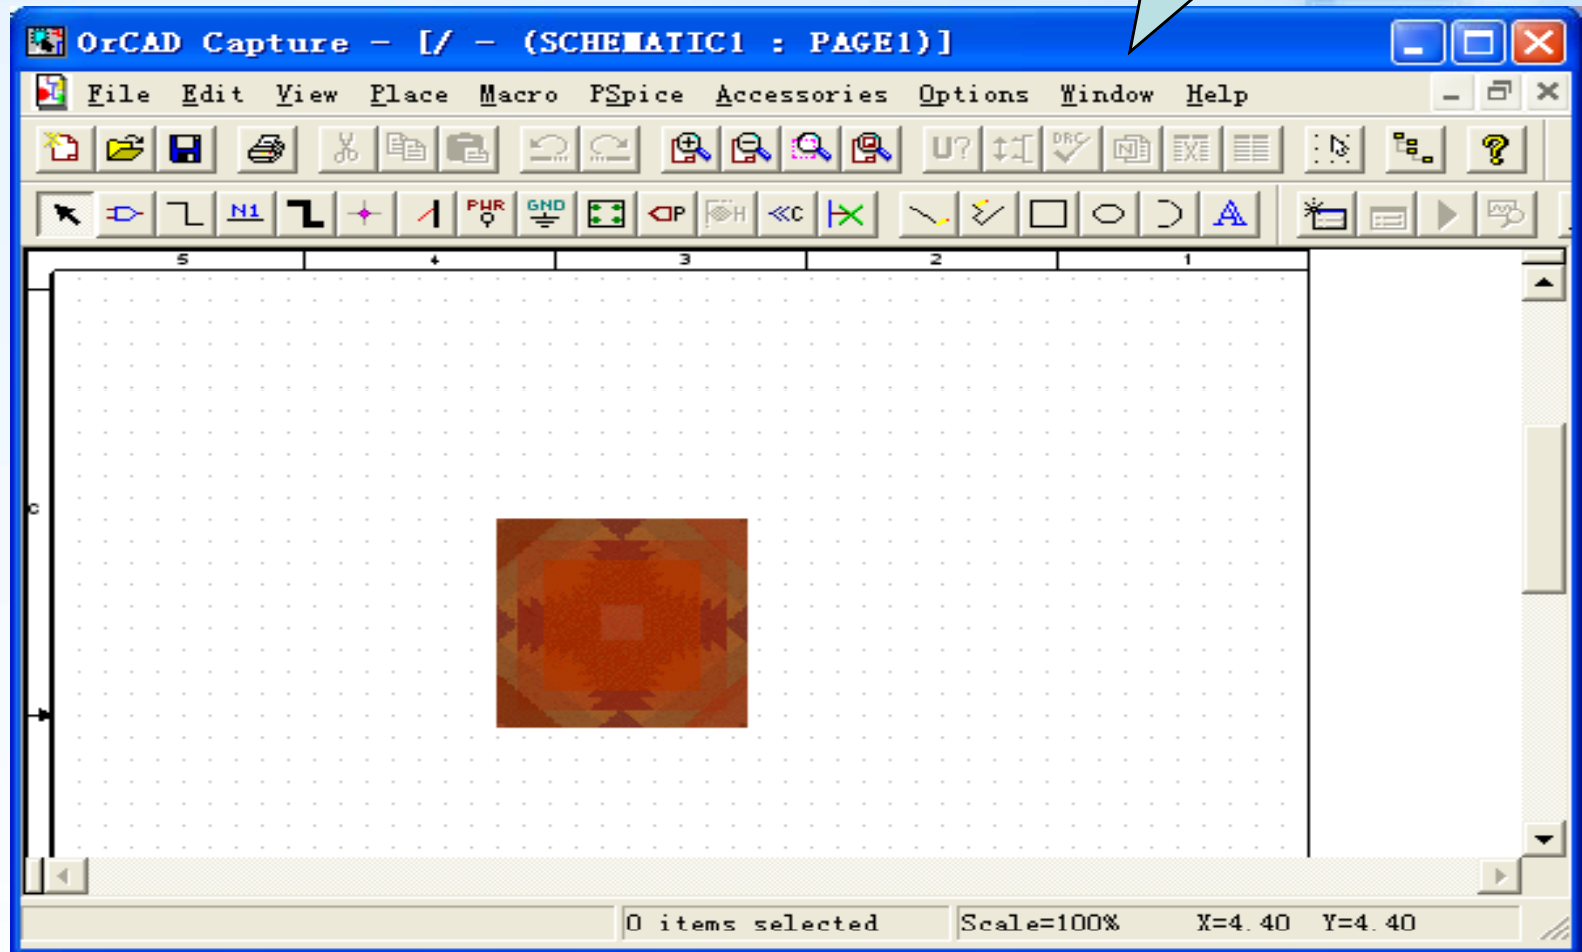 OrCAD Capture - [/ - (SCHEMATIC1 : PAGE1)]
File Edit View Place Macro PSpice Accessories Options Window Help
U? DRC N
N1 PWR GND P H C A
5 4 3 2 1
C
0 items selected Scale=100% X=4.40 Y=4.40